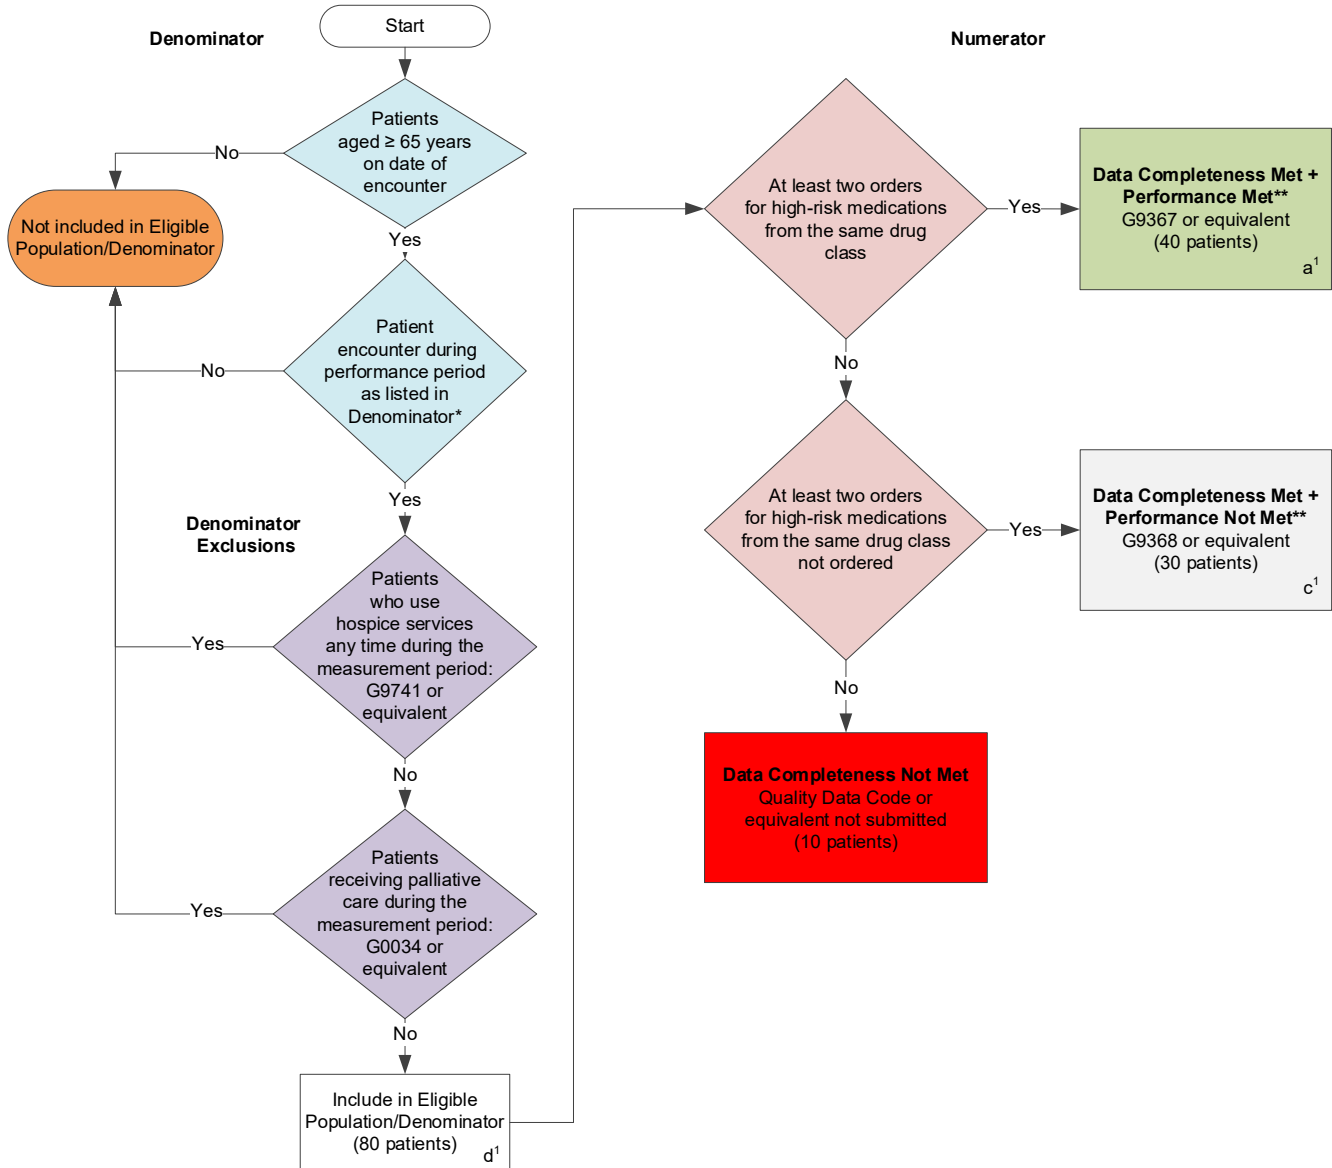 Denominator
Start
Numerator
Patients
aged ≥ 65 years
on date of
encounter
No
Not included in Eligible
Population/Denominator
Yes
Patient
encounter during
performance period
as listed in
Denominator*
No
Yes
Denominator
Exclusions
Patients
who use
hospice services
any time during the
measurement period:
G9741 or
equivalent
Yes
No
Patients
receiving palliative
care during the
measurement period:
G0034 or
equivalent
Yes
No
Include in Eligible
Population/Denominator
(80 patients)
d¹
At least two orders
for high-risk medications
from the same drug
class
Yes
Data Completeness Met +
Performance Met**
G9367 or equivalent
(40 patients)
a¹
No
At least two orders
for high-risk medications
from the same drug class
not ordered
Yes
Data Completeness Met +
Performance Not Met**
G9368 or equivalent
(30 patients)
c¹
No
Data Completeness Not Met
Quality Data Code or
equivalent not submitted
(10 patients)